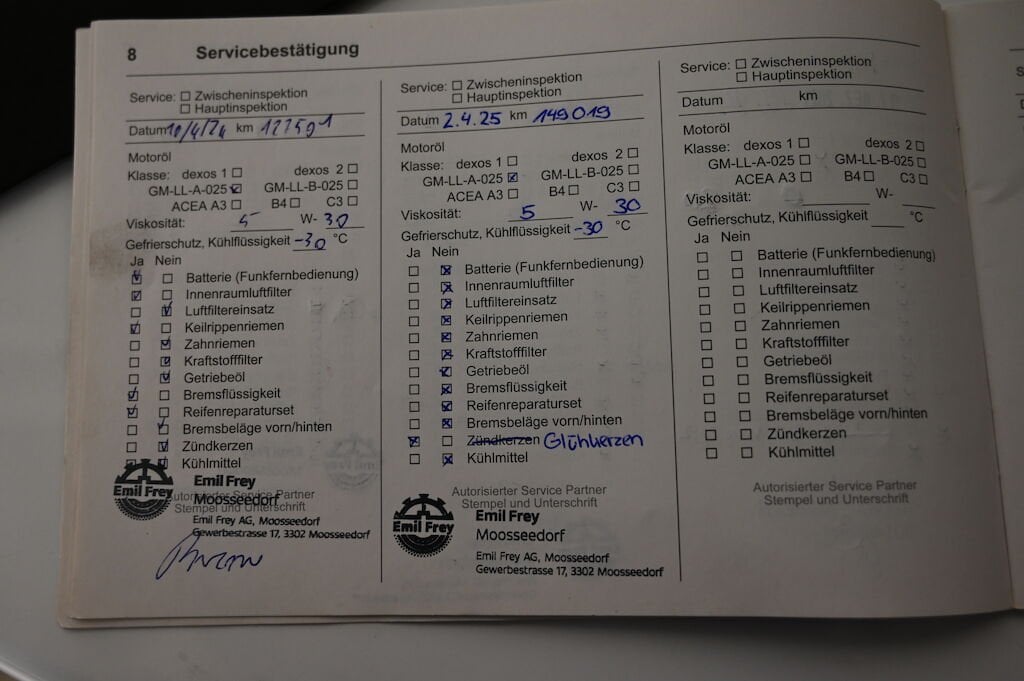 8 Servicebestätigung
Service: ☐ Zwischeninspektion
☐ Hauptinspektion
Datum 10/4/24 km
Motoröl
Klasse: dexos 1 ☐ dexos 2 ☐
GM-LL-A-025 ☑ GM-LL-B-025 ☐
ACEA A3 ☐ B4 ☐ C3 ☐
Viskosität: 5 W- 30
Gefrierschutz, Kühlflüssigkeit -30 °C
Ja Nein
☑ ☐ Batterie (Funkfernbedienung)
☑ ☐ Innenraumluftfilter
☐ ☑ Luftfiltereinsatz
☑ ☐ Keilrippenriemen
☐ ☑ Zahnriemen
☐ ☑ Kraftstofffilter
☐ ☑ Getriebeöl
☑ ☐ Bremsflüssigkeit
☑ ☐ Reifenreparaturset
☐ ☑ Bremsbeläge vorn/hinten
☐ ☑ Zündkerzen
Kühlmittel
Autorisierter Service Partner
Stempel und Unterschrift
Emil Frey
Emil Frey
Moosseedorf
Emil Frey AG, Moosseedorf
Gewerbestrasse 17, 3302 Moosseedorf
Service: ☐ Zwischeninspektion
☐ Hauptinspektion
Datum 2.4.25 km 149019
Motoröl
Klasse: dexos 1 ☐ dexos 2 ☐
GM-LL-A-025 ☒ GM-LL-B-025 ☐
ACEA A3 ☐ B4 ☐ C3 ☐
Viskosität: 5 W- 30
Gefrierschutz, Kühlflüssigkeit -30 °C
Ja Nein
☐ ☒ Batterie (Funkfernbedienung)
☐ ☒ Innenraumluftfilter
☐ ☒ Luftfiltereinsatz
☐ ☒ Keilrippenriemen
☐ ☒ Zahnriemen
☐ ☒ Kraftstofffilter
☐ ☒ Getriebeöl
☐ ☒ Bremsflüssigkeit
☐ ☒ Reifenreparaturset
☐ ☒ Bremsbeläge vorn/hinten
☒ ☐ Zündkerzen Glühkerzen
☐ ☒ Kühlmittel
Autorisierter Service Partner
Stempel und Unterschrift
Emil Frey
Emil Frey
Moosseedorf
Emil Frey AG, Moosseedorf
Gewerbestrasse 17, 3302 Moosseedorf
Service: ☐ Zwischeninspektion
☐ Hauptinspektion
Datum km
Motoröl
Klasse: dexos 1 ☐ dexos 2 ☐
GM-LL-A-025 ☐ GM-LL-B-025 ☐
ACEA A3 ☐ B4 ☐ C3 ☐
Viskosität: W-
Gefrierschutz, Kühlflüssigkeit °C
Ja Nein
☐ ☐ Batterie (Funkfernbedienung)
☐ ☐ Innenraumluftfilter
☐ ☐ Luftfiltereinsatz
☐ ☐ Keilrippenriemen
☐ ☐ Zahnriemen
☐ ☐ Kraftstofffilter
☐ ☐ Getriebeöl
☐ ☐ Bremsflüssigkeit
☐ ☐ Reifenreparaturset
☐ ☐ Bremsbeläge vorn/hinten
☐ ☐ Zündkerzen
☐ ☐ Kühlmittel
Autorisierter Service Partner
Stempel und Unterschrift